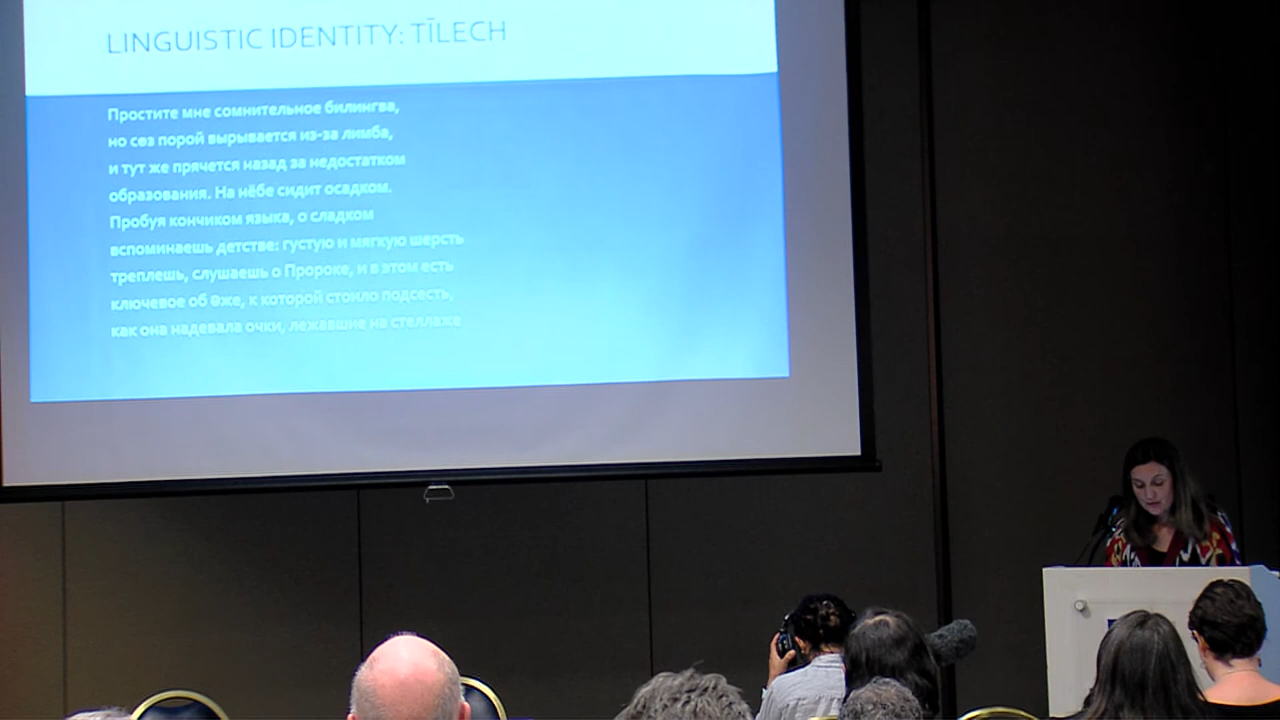 LINGUISTIC IDENTITY: TĪLECH
Простите мне сомнительное билингва,
но сөз порой вырывается из-за лимба,
и тут же прячется назад за недостатком
образования. На нёбе сидит осадком.
Пробуя кончиком языка, о сладком
вспоминаешь детстве: густую и мягкую шерсть
треплешь, слушаешь о Пророке, и в этом есть
ключевое об Әже, к которой стоило подсесть,
как она надевала очки, лежавшие на стеллаже